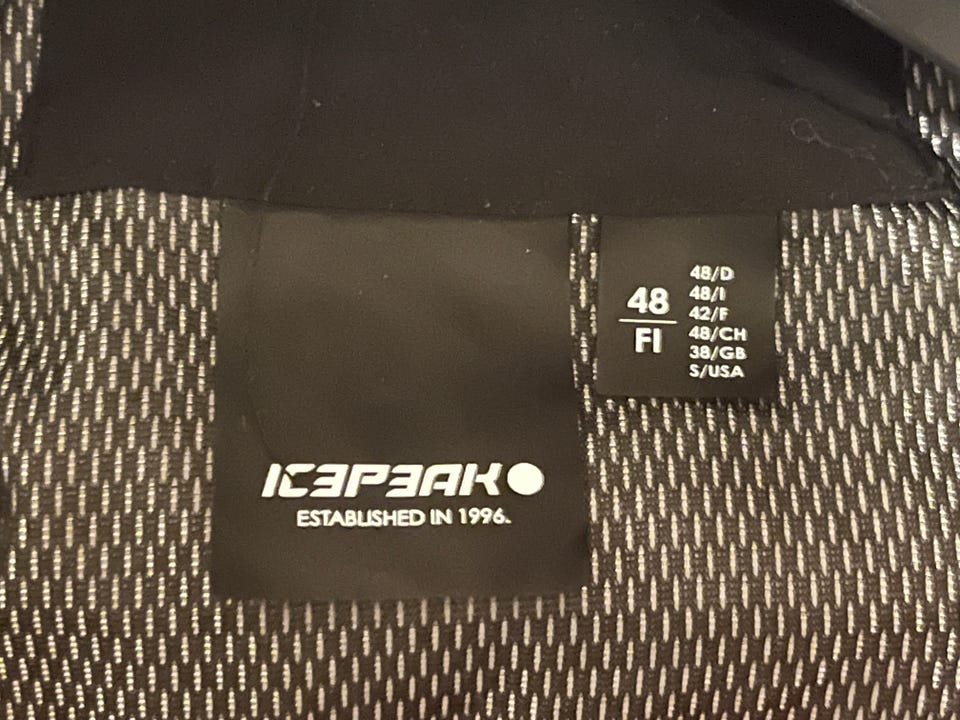 ICEPEAK
ESTABLISHED IN 1996.
48
FI
48/D
48/I
42/F
48/CH
38/GB
S/USA